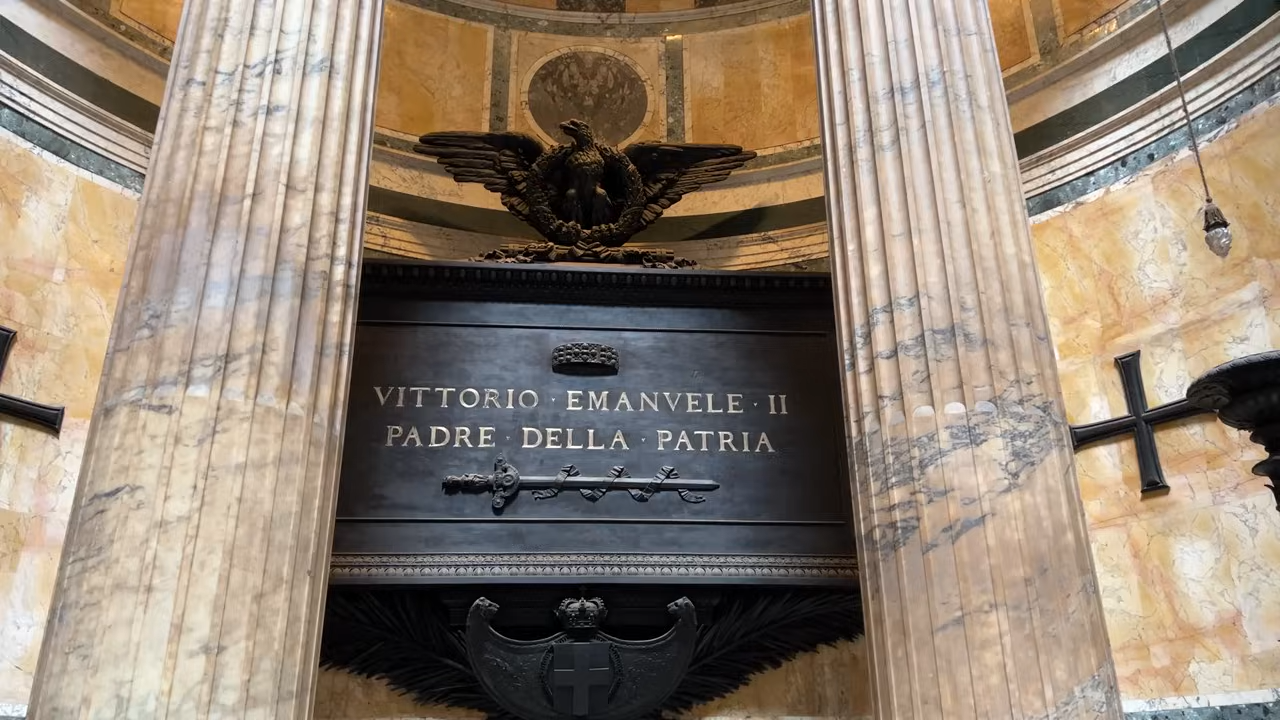 VITTORIO · EMANVELE · II
PADRE · DELLA · PATRIA